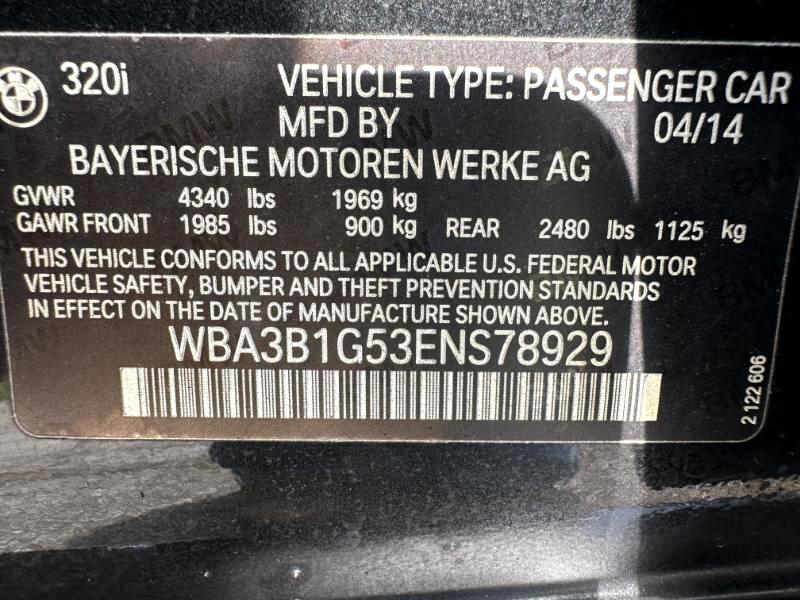 320i VEHICLE TYPE: PASSENGER CAR
MFD BY 04/14
BAYERISCHE MOTOREN WERKE AG
GVWR 4340 lbs 1969 kg
GAWR FRONT 1985 lbs 900 kg REAR 2480 lbs 1125 kg
THIS VEHICLE CONFORMS TO ALL APPLICABLE U.S. FEDERAL MOTOR
VEHICLE SAFETY, BUMPER AND THEFT PREVENTION STANDARDS
IN EFFECT ON THE DATE OF MANUFACTURE SHOWN ABOVE.
WBA3B1G53ENS78929
2 122 606